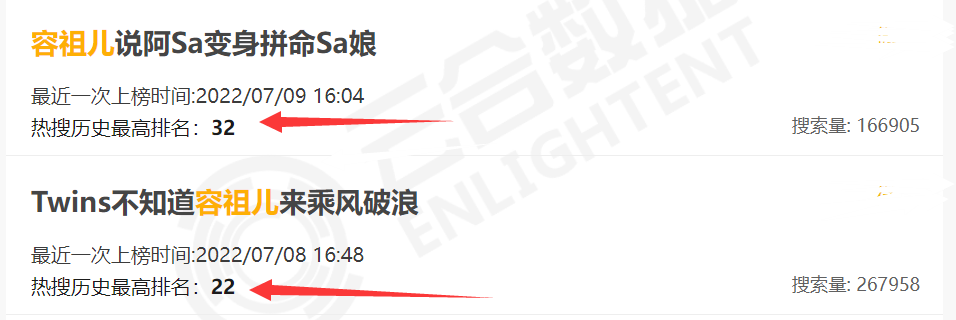 容祖儿说阿Sa变身拼命Sa娘
最近一次上榜时间:2022/07/09 16:04
热搜历史最高排名：32
搜索量: 166905
Twins不知道容祖儿来乘风破浪
最近一次上榜时间:2022/07/08 16:48
热搜历史最高排名：22
搜索量: 267958
云合数据
ENLIGHTENT